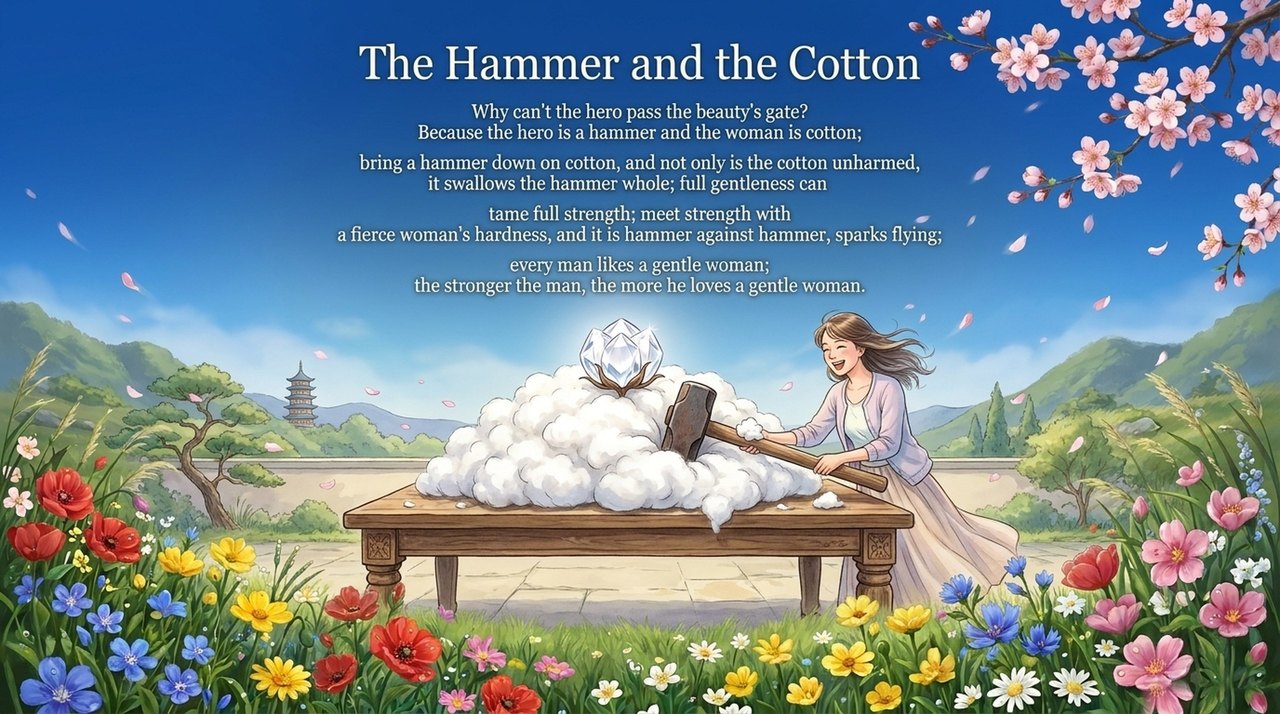 The Hammer and the Cotton
Why can't the hero pass the beauty's gate?
Because the hero is a hammer and the woman is cotton;
bring a hammer down on cotton, and not only is the cotton unharmed,
it swallows the hammer whole; full gentleness can
tame full strength; meet strength with
a fierce woman's hardness, and it is hammer against hammer, sparks flying;
every man likes a gentle woman;
the stronger the man, the more he loves a gentle woman.